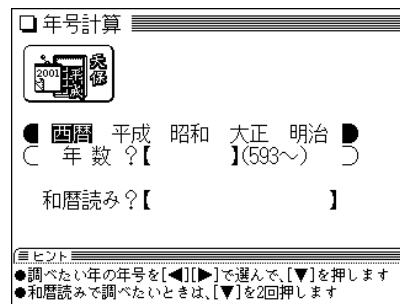 □年号計算
天保
2001 平成
西暦 平成 昭和 大正 明治
年数?【 】(593～)
和暦読み?【 】
ヒント
●調べたい年の年号を[◀][▶]で選んで、[▼]を押します
●和暦読みで調べたいときは、[▼]を2回押します